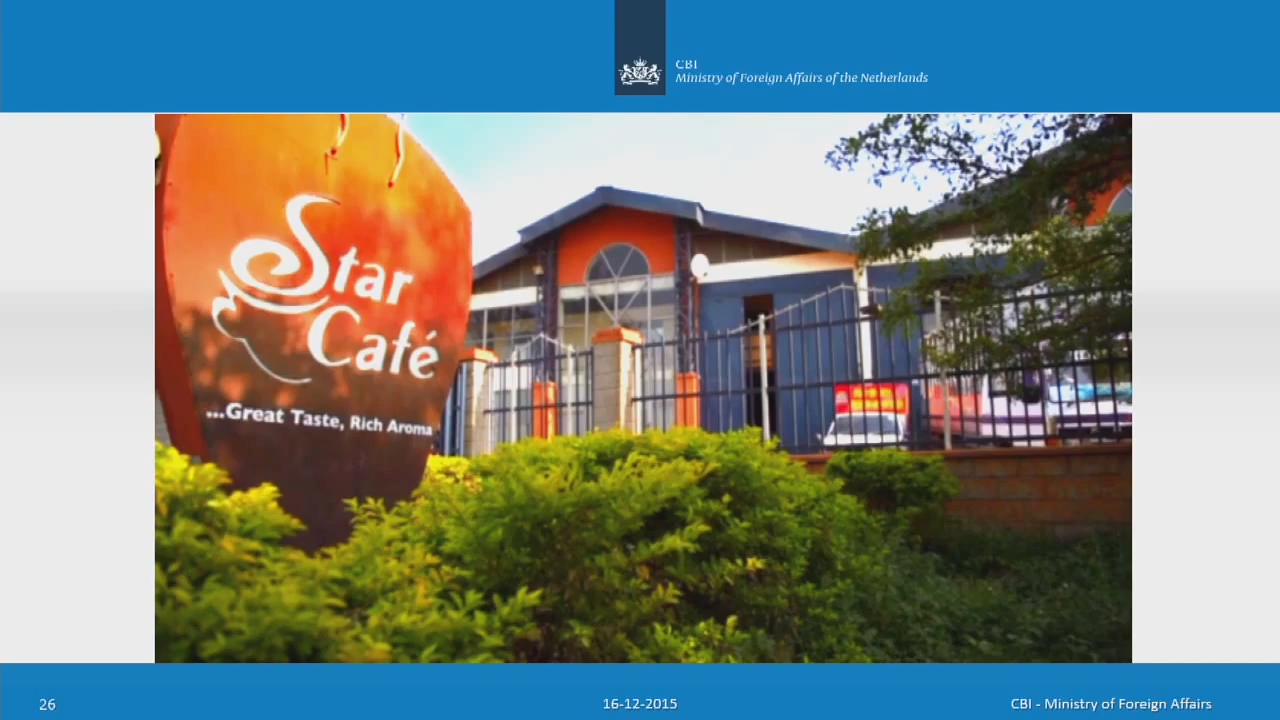 CBI
Ministry of Foreign Affairs of the Netherlands
Star
Café
...Great Taste, Rich Aroma
26
16-12-2015
CBI - Ministry of Foreign Affairs